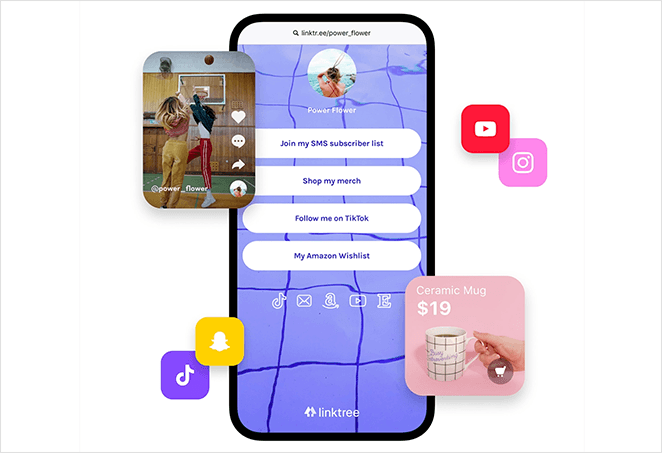 linktr.ee/power_flower
Power Flower
Join my SMS subscriber list
Shop my merch
Follow me on TikTok
My Amazon Wishlist
@power_flower
Ceramic Mug
$19
linktree